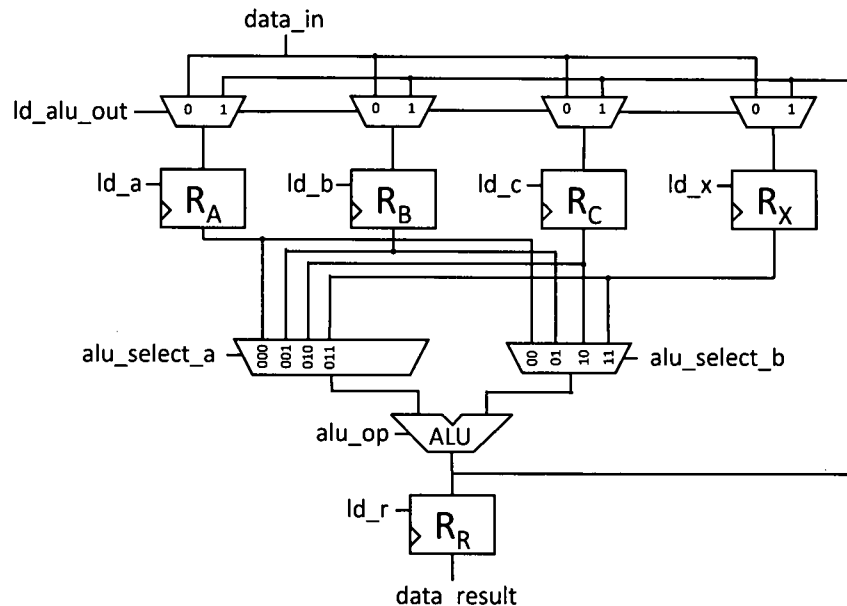 data_in
0 1 0 1 0 1 0 1
ld_alu_out
ld_a RA ld_b RB ld_c RC ld_x RX
alu_select_a 000 001 010 011 00 01 10 11 alu_select_b
alu_op ALU
ld_r RR
data_result